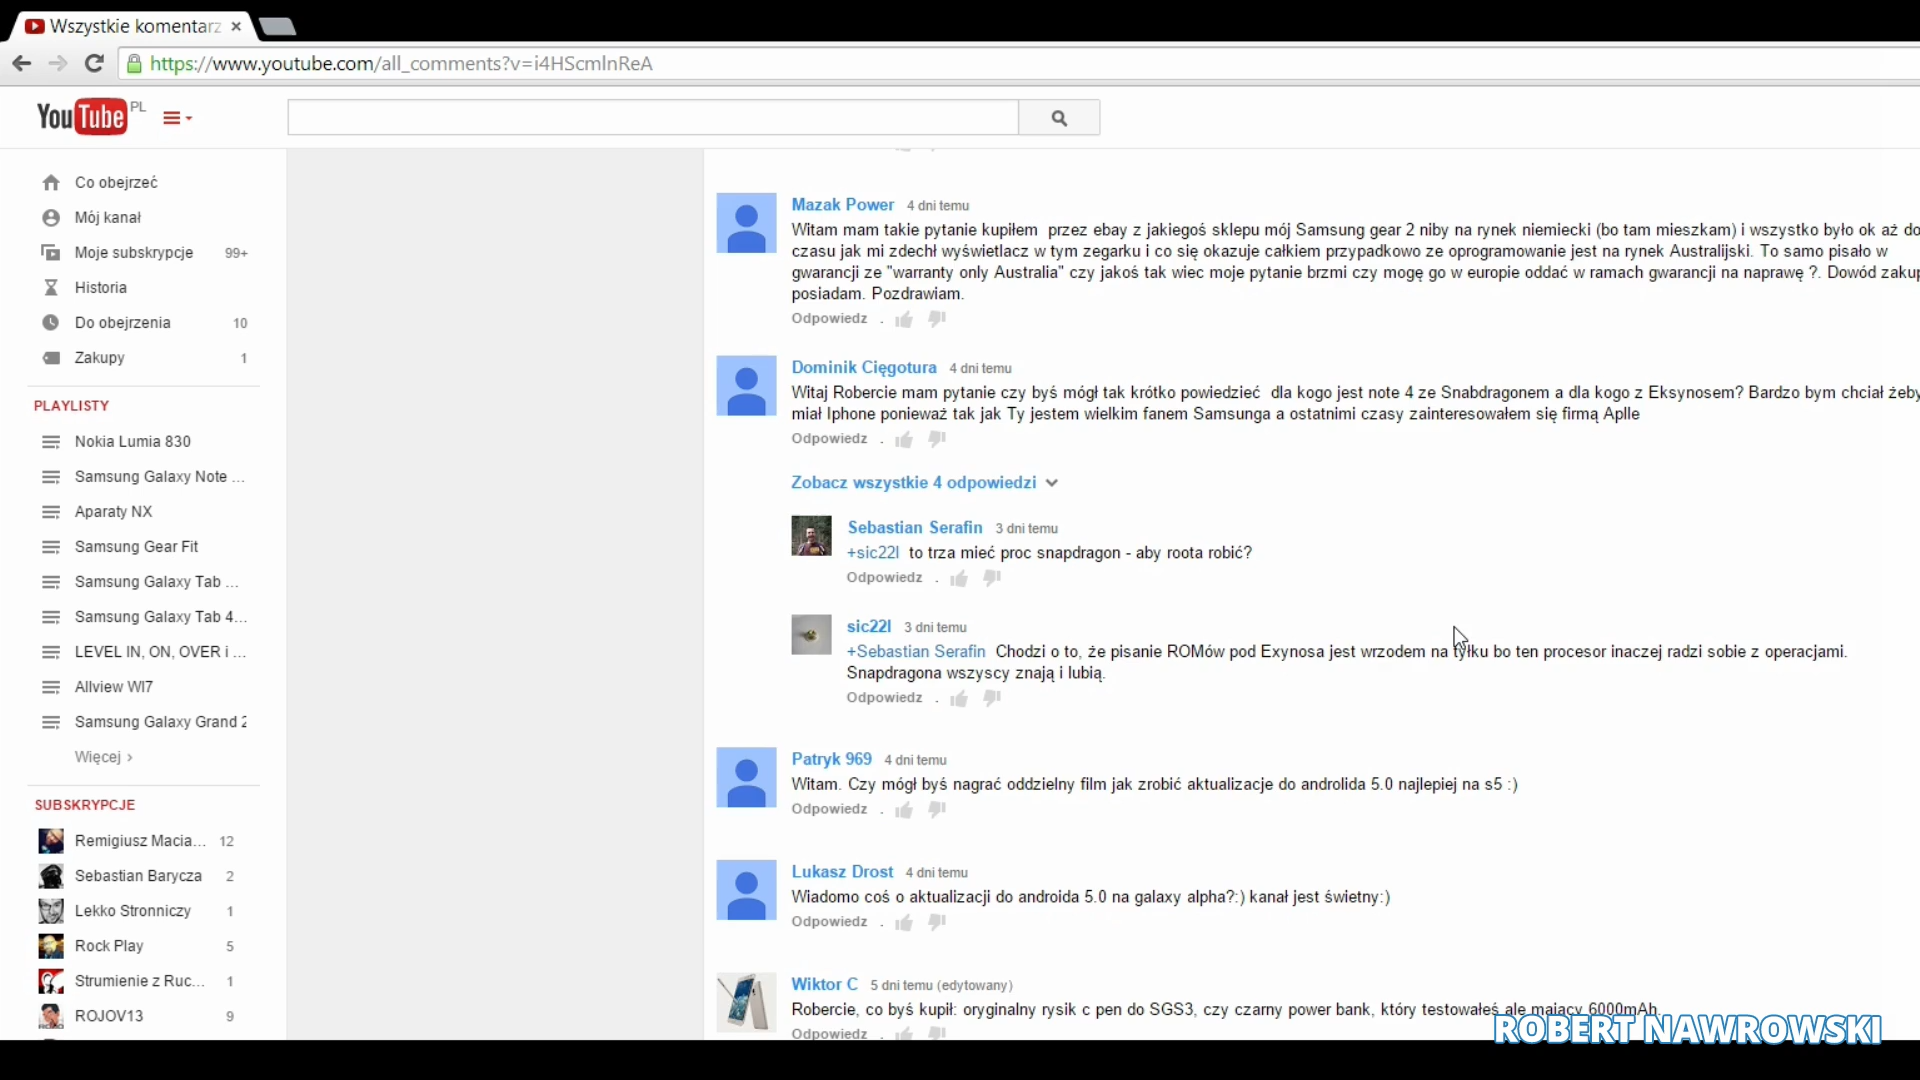 Wszystkie komentarz
https://www.youtube.com/all_comments?v=i4HScmlnReA
YouTube PL
Co obejrzeć
Mój kanał
Moje subskrypcje 99+
Historia
Do obejrzenia 10
Zakupy 1
PLAYLISTY
Nokia Lumia 830
Samsung Galaxy Note ...
Aparaty NX
Samsung Gear Fit
Samsung Galaxy Tab ...
Samsung Galaxy Tab 4...
LEVEL IN, ON, OVER i ...
Allview WI7
Samsung Galaxy Grand 2
Więcej ›
SUBSKRYPCJE
Remigiusz Macia... 12
Sebastian Barycza 2
Lekko Stronniczy 1
Rock Play 5
Strumienie z Ruc... 1
ROJOV13 9
Mazak Power 4 dni temu
Witam mam takie pytanie kupiłem przez ebay z jakiegoś sklepu mój Samsung gear 2 niby na rynek niemiecki (bo tam mieszkam) i wszystko było ok aż do
czasu jak mi zdechł wyświetlacz w tym zegarku i co się okazuje całkiem przypadkowo ze oprogramowanie jest na rynek Australijski. To samo pisało w
gwarancji ze "warranty only Australia" czy jakoś tak wiec moje pytanie brzmi czy mogę go w europie oddać w ramach gwarancji na naprawę ?. Dowód zakup
posiadam. Pozdrawiam.
Odpowiedz .
Dominik Cięgotura 4 dni temu
Witaj Robercie mam pytanie czy byś mógł tak krótko powiedzieć dla kogo jest note 4 ze Snabdragonem a dla kogo z Eksynosem? Bardzo bym chciał żeby
miał Iphone ponieważ tak jak Ty jestem wielkim fanem Samsunga a ostatnimi czasy zainteresowałem się firmą Aplle
Odpowiedz .
Zobacz wszystkie 4 odpowiedzi
Sebastian Serafin 3 dni temu
+sic22l to trza mieć proc snapdragon - aby roota robić?
Odpowiedz .
sic22l 3 dni temu
+Sebastian Serafin Chodzi o to, że pisanie ROMów pod Exynosa jest wrzodem na tyłku bo ten procesor inaczej radzi sobie z operacjami.
Snapdragona wszyscy znają i lubią.
Odpowiedz .
Patryk 969 4 dni temu
Witam. Czy mógł byś nagrać oddzielny film jak zrobić aktualizacje do androlida 5.0 najlepiej na s5 :)
Odpowiedz .
Lukasz Drost 4 dni temu
Wiadomo coś o aktualizacji do androida 5.0 na galaxy alpha?:) kanał jest świetny:)
Odpowiedz .
Wiktor C 5 dni temu (edytowany)
Robercie, co byś kupił: oryginalny rysik c pen do SGS3, czy czarny power bank, który testowałeś ale mający 6000mAh.
Odpowiedz .
ROBERT NAWROWSKI